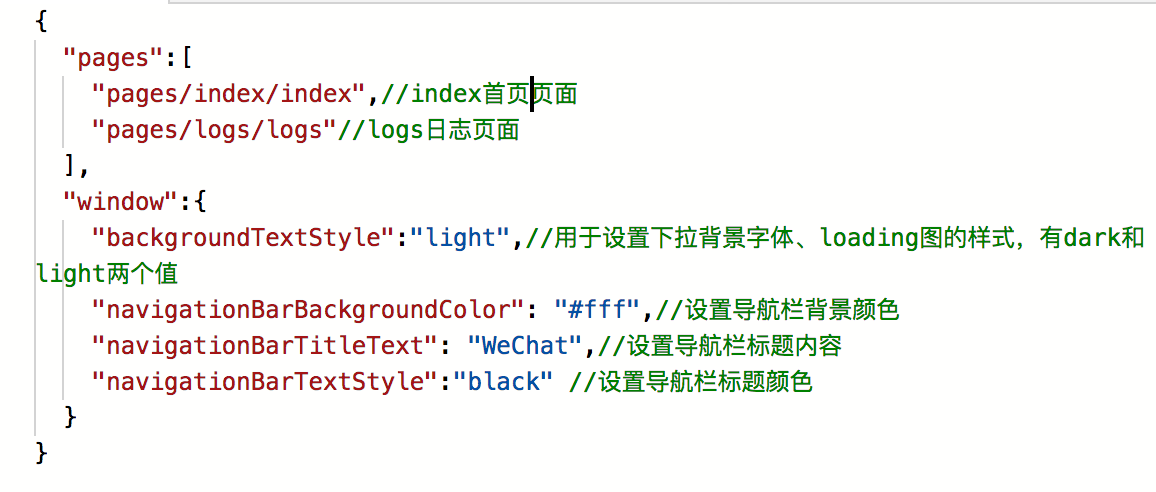 {
"pages":[
"pages/index/index",//index首页页面
"pages/logs/logs"//logs日志页面
],
"window":{
"backgroundTextStyle":"light",//用于设置下拉背景字体、loading图的样式，有dark和
light两个值
"navigationBarBackgroundColor": "#fff",//设置导航栏背景颜色
"navigationBarTitleText": "WeChat",//设置导航栏标题内容
"navigationBarTextStyle":"black" //设置导航栏标题颜色
}
}